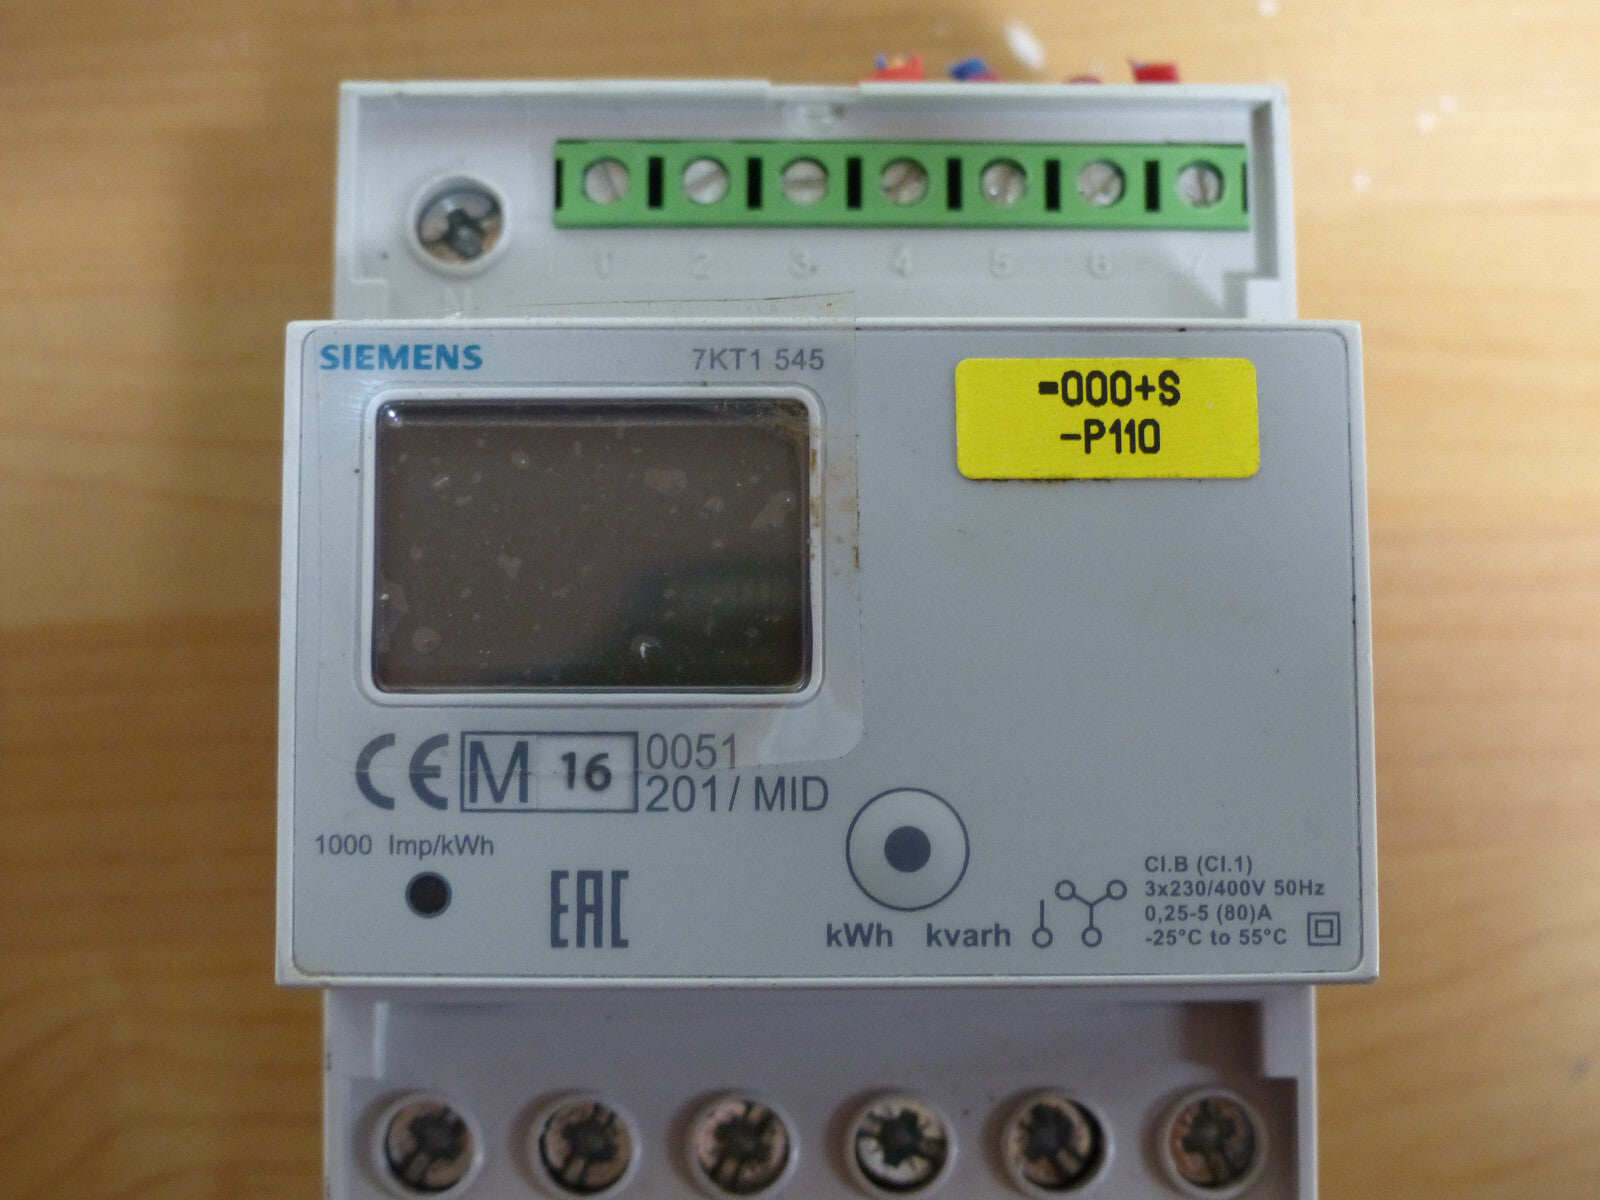 1 2 3 4 5 6 7
N
SIEMENS 7KT1 545
=000+S
-P110
CE M 16 0051
201/ MID
1000 Imp/kWh
EAC
kWh kvarh
Cl.B (Cl.1)
3x230/400V 50Hz
0,25-5 (80)A
-25°C to 55°C